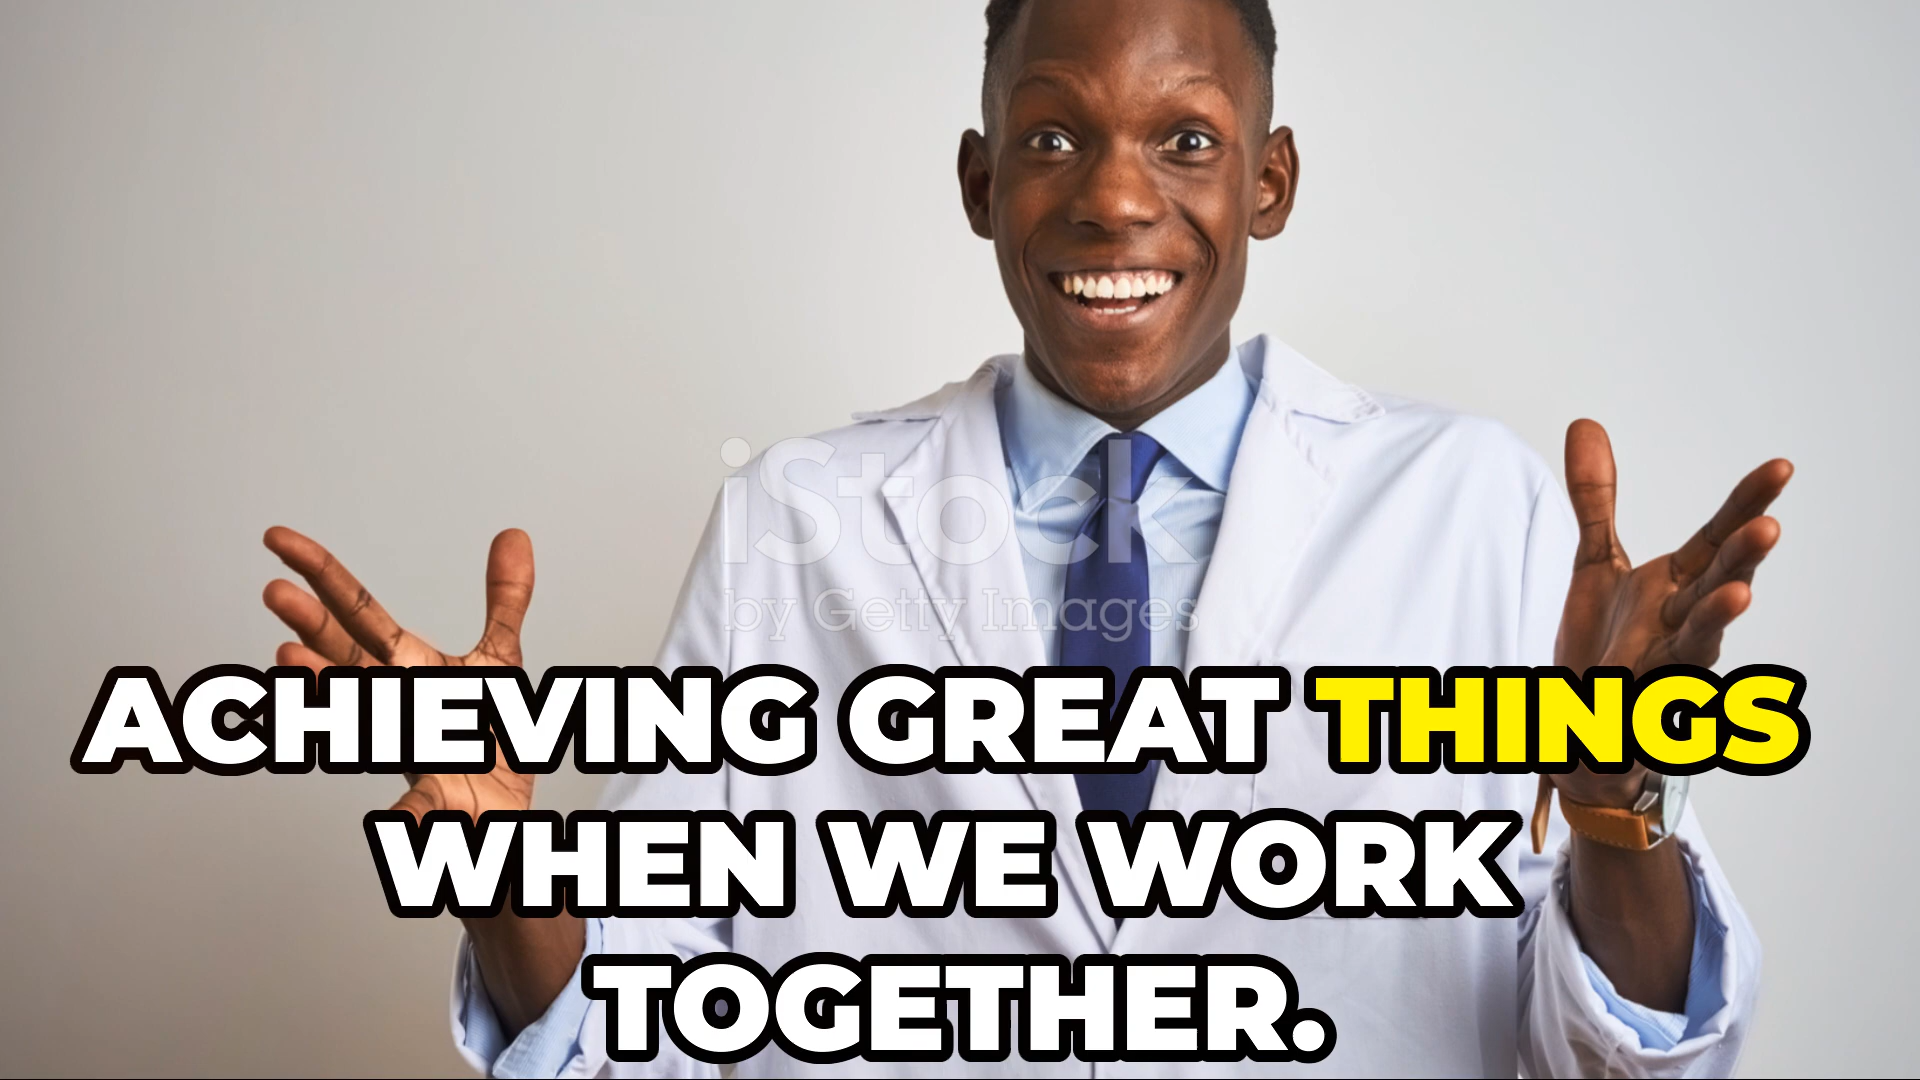 iStock
by Getty Images
ACHIEVING GREAT THINGS
WHEN WE WORK
TOGETHER.